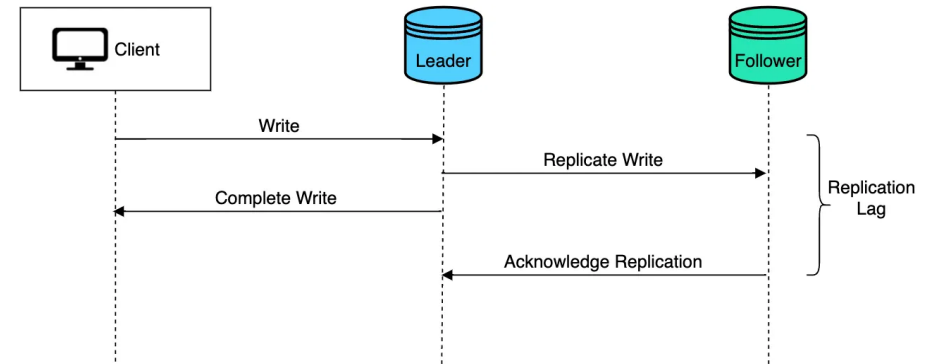 Client
Leader
Follower
Write
Replicate Write
Complete Write
Replication
Lag
Acknowledge Replication